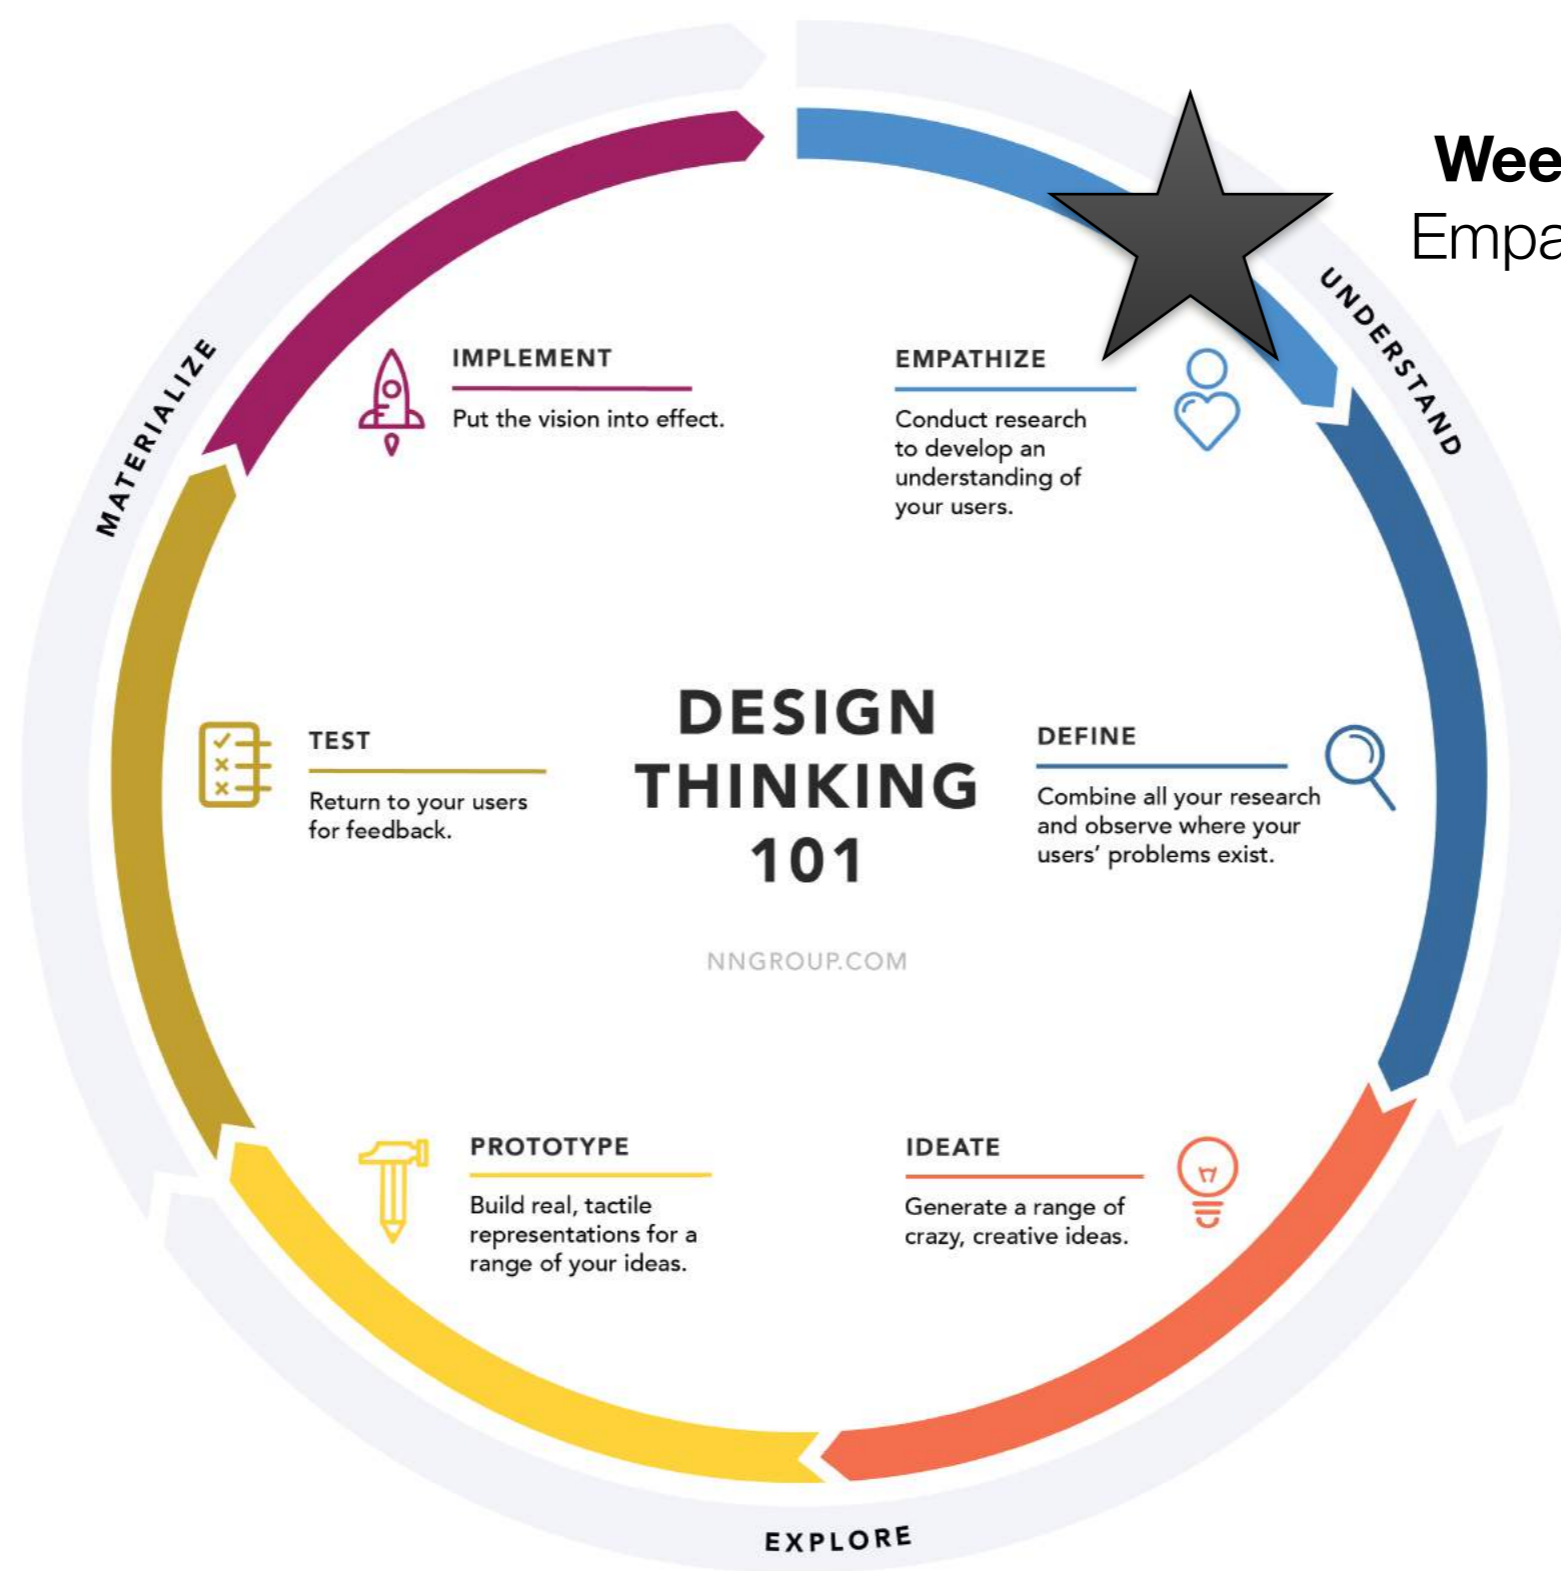 Wee
Empa
UNDERSTAND
MATERIALIZE
IMPLEMENT
Put the vision into effect.
EMPATHIZE
Conduct research
to develop an
understanding of
your users.
DESIGN
THINKING
101
NNGROUP.COM
TEST
Return to your users
for feedback.
DEFINE
Combine all your research
and observe where your
users’ problems exist.
PROTOTYPE
Build real, tactile
representations for a
range of your ideas.
IDEATE
Generate a range of
crazy, creative ideas.
EXPLORE